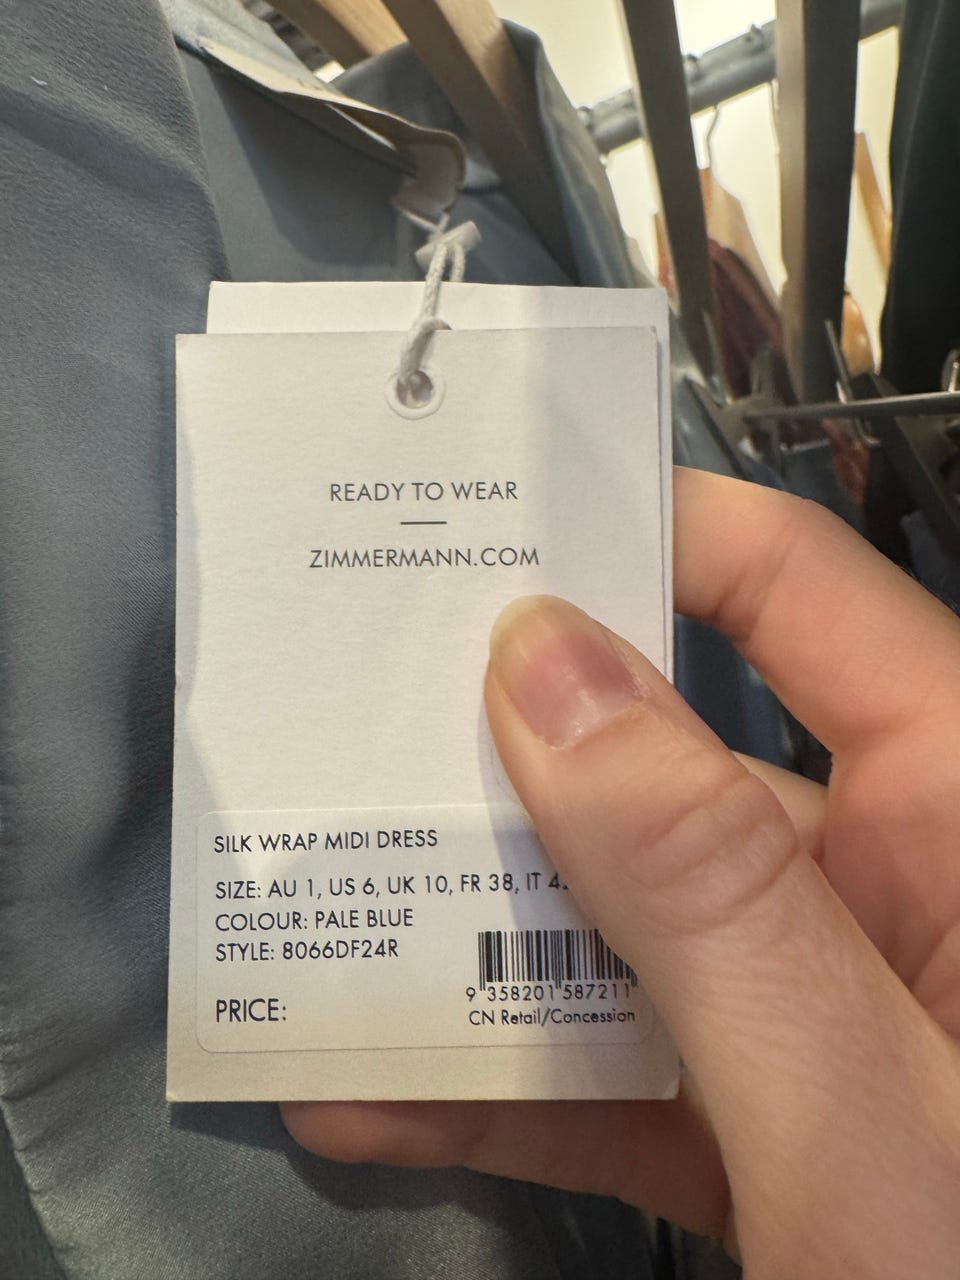 READY TO WEAR
ZIMMERMANN.COM
SILK WRAP MIDI DRESS
SIZE: AU 1, US 6, UK 10, FR 38, IT
COLOUR: PALE BLUE
STYLE: 8066DF24R
9 358201 587211
PRICE:
CN Retail/Concession